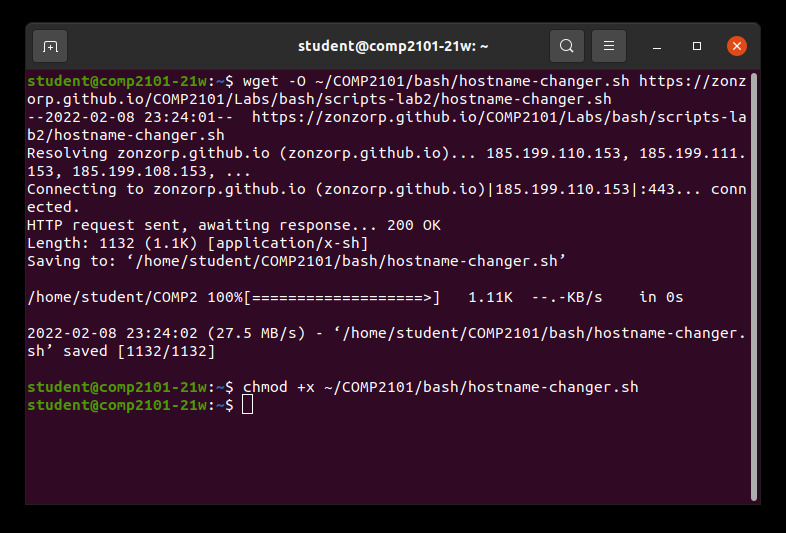 student@comp2101-21w: ~
student@comp2101-21w:~$ wget -O ~/COMP2101/bash/hostname-changer.sh https://zonz
orp.github.io/COMP2101/Labs/bash/scripts-lab2/hostname-changer.sh
--2022-02-08 23:24:01--  https://zonzorp.github.io/COMP2101/Labs/bash/scripts-la
b2/hostname-changer.sh
Resolving zonzorp.github.io (zonzorp.github.io)... 185.199.110.153, 185.199.111.
153, 185.199.108.153, ...
Connecting to zonzorp.github.io (zonzorp.github.io)|185.199.110.153|:443... conn
ected.
HTTP request sent, awaiting response... 200 OK
Length: 1132 (1.1K) [application/x-sh]
Saving to: ‘/home/student/COMP2101/bash/hostname-changer.sh’
/home/student/COMP2 100%[===================>]   1.11K  --.-KB/s    in 0s
2022-02-08 23:24:02 (27.5 MB/s) - ‘/home/student/COMP2101/bash/hostname-changer.
sh’ saved [1132/1132]
student@comp2101-21w:~$ chmod +x ~/COMP2101/bash/hostname-changer.sh
student@comp2101-21w:~$